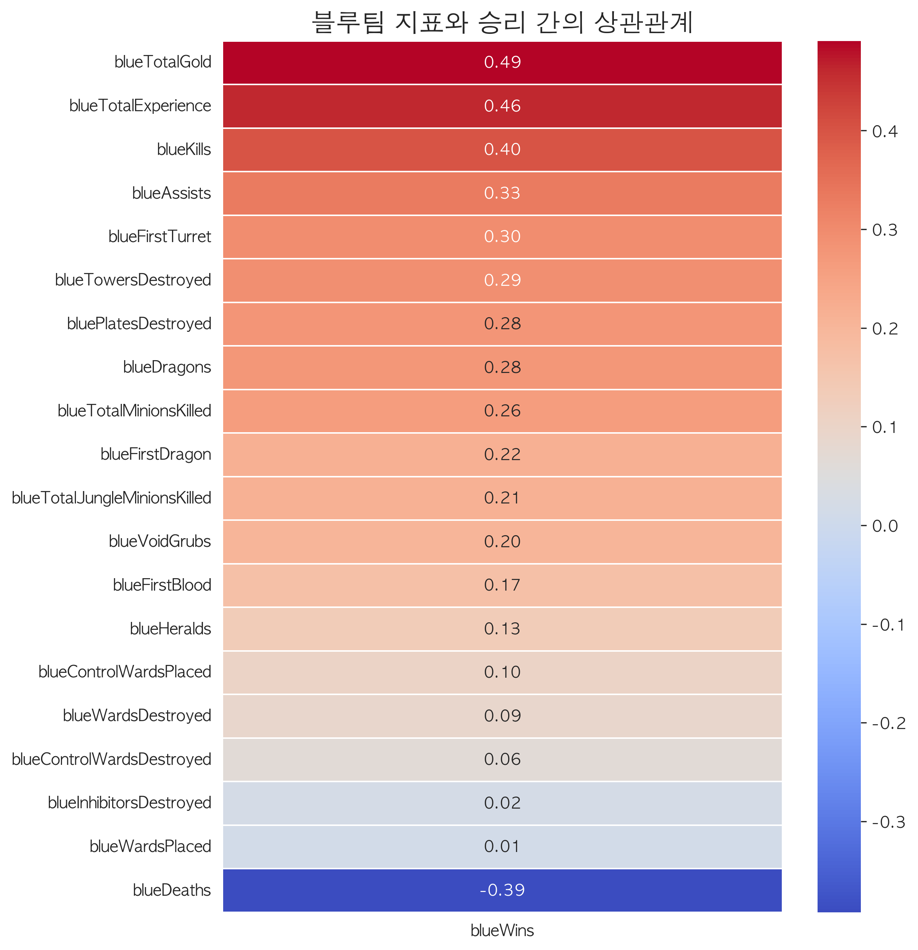 블루팀 지표와 승리 간의 상관관계
blueTotalGold 0.49
blueTotalExperience 0.46
blueKills 0.40
blueAssists 0.33
blueFirstTurret 0.30
blueTowersDestroyed 0.29
bluePlatesDestroyed 0.28
blueDragons 0.28
blueTotalMinionsKilled 0.26
blueFirstDragon 0.22
blueTotalJungleMinionsKilled 0.21
blueVoidGrubs 0.20
blueFirstBlood 0.17
blueHeralds 0.13
blueControlWardsPlaced 0.10
blueWardsDestroyed 0.09
blueControlWardsDestroyed 0.06
blueInhibitorsDestroyed 0.02
blueWardsPlaced 0.01
blueDeaths -0.39
blueWins
0.4
0.3
0.2
0.1
0.0
-0.1
-0.2
-0.3